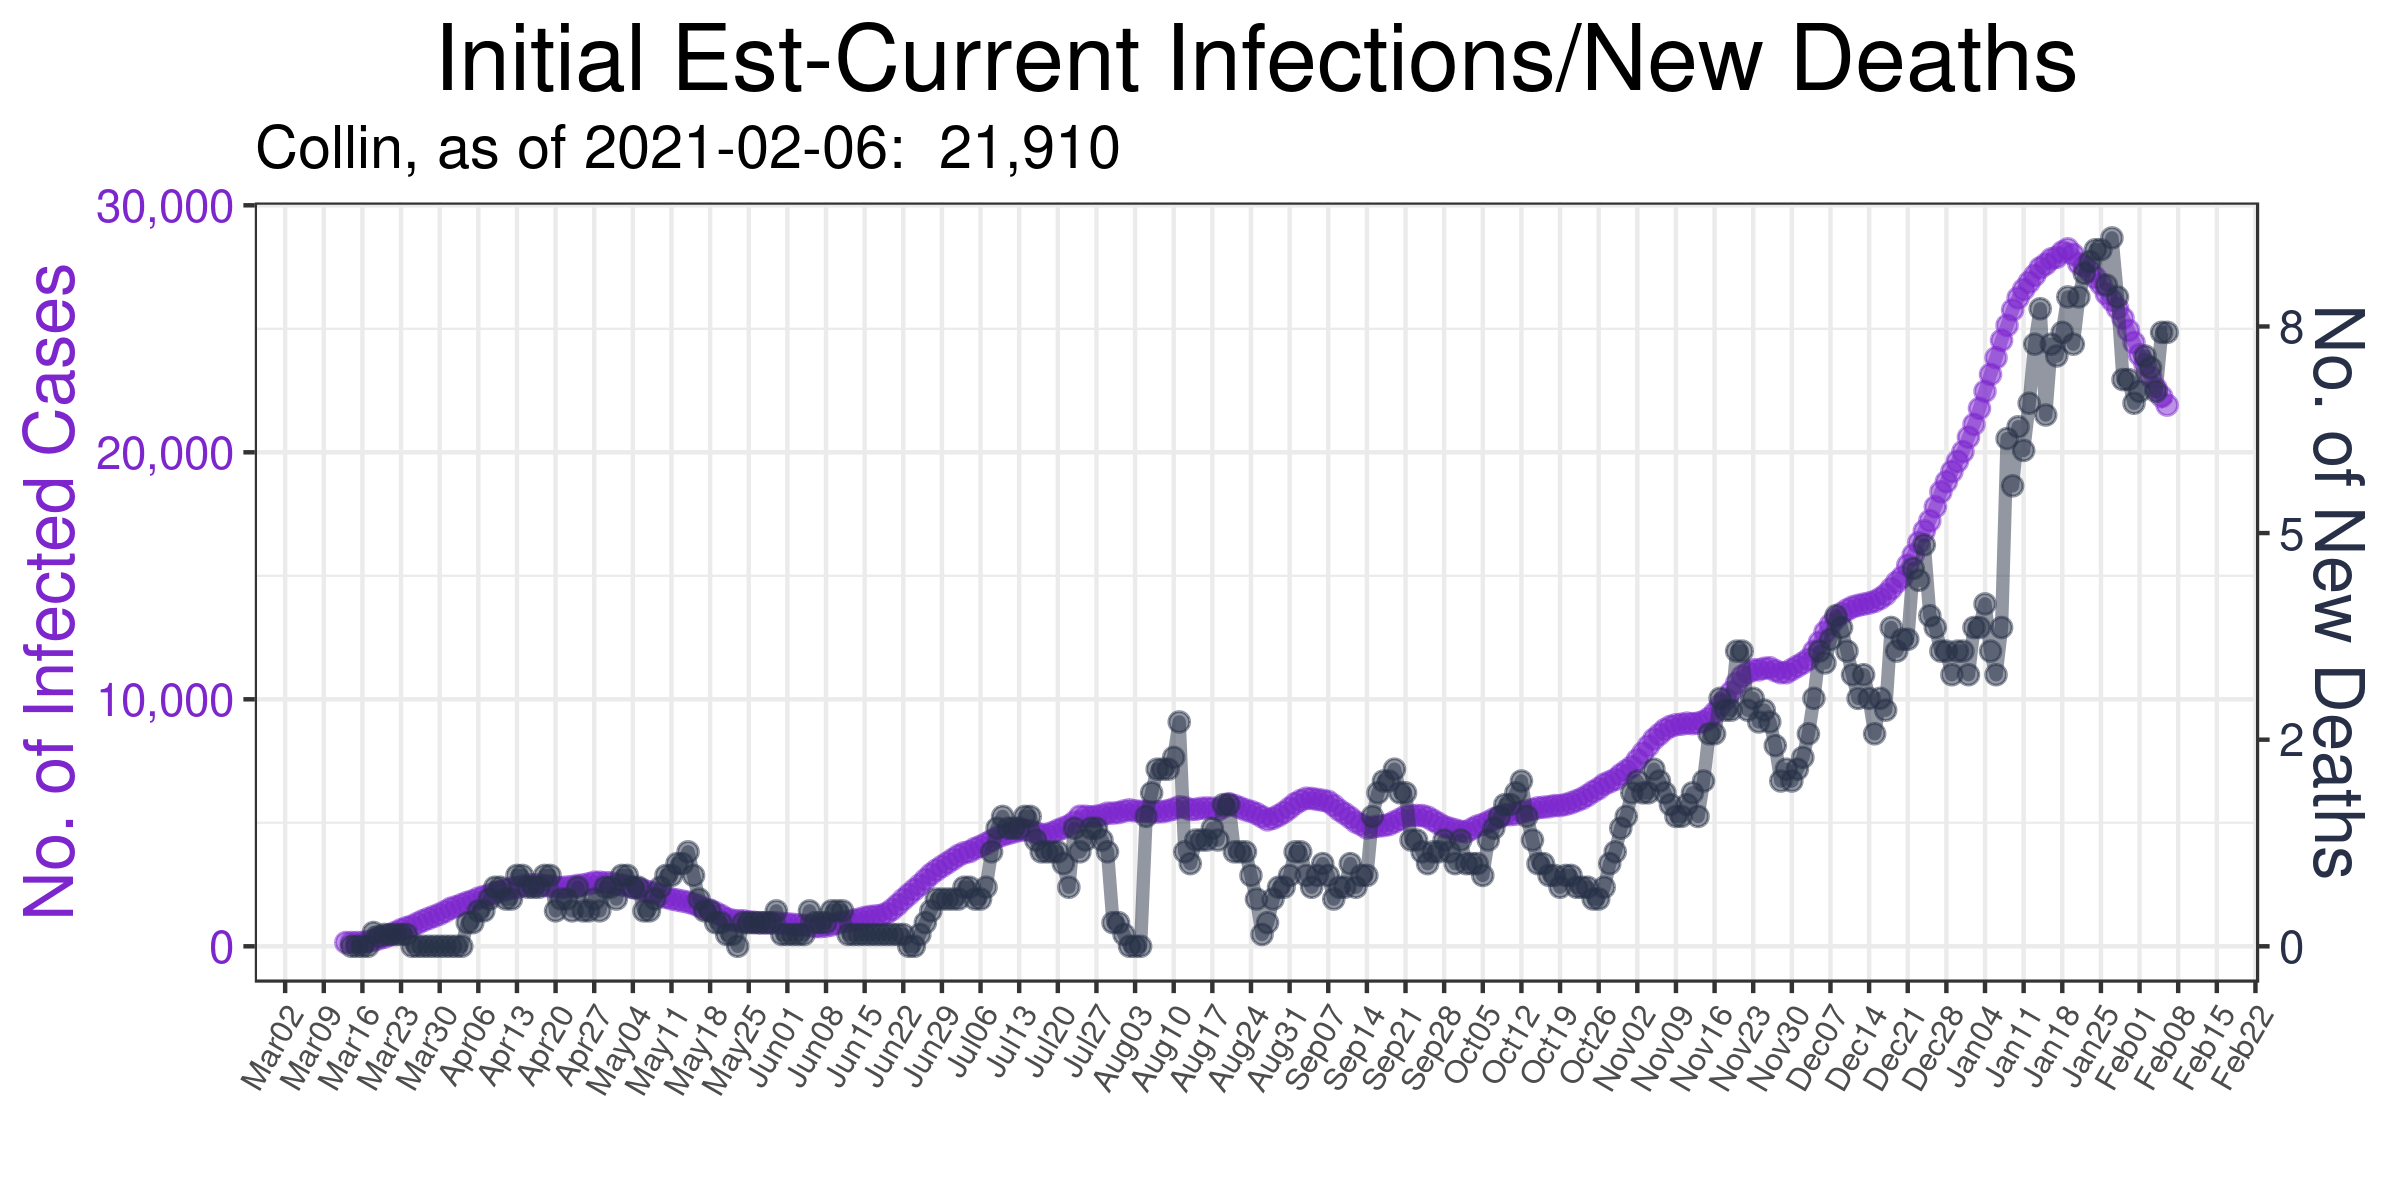 Initial Est-Current Infections/New Deaths
Collin, as of 2021-02-06:  21,910
No. of Infected Cases
30,000
20,000
10,000
0
8
5
2
0
No. of New Deaths
Mar02
Mar09
Mar16
Mar23
Mar30
Apr06
Apr13
Apr20
Apr27
May04
May11
May18
May25
Jun01
Jun08
Jun15
Jun22
Jun29
Jul06
Jul13
Jul20
Jul27
Aug03
Aug10
Aug17
Aug24
Aug31
Sep07
Sep14
Sep21
Sep28
Oct05
Oct12
Oct19
Oct26
Nov02
Nov09
Nov16
Nov23
Nov30
Dec07
Dec14
Dec21
Dec28
Jan04
Jan11
Jan18
Jan25
Feb01
Feb08
Feb15
Feb22